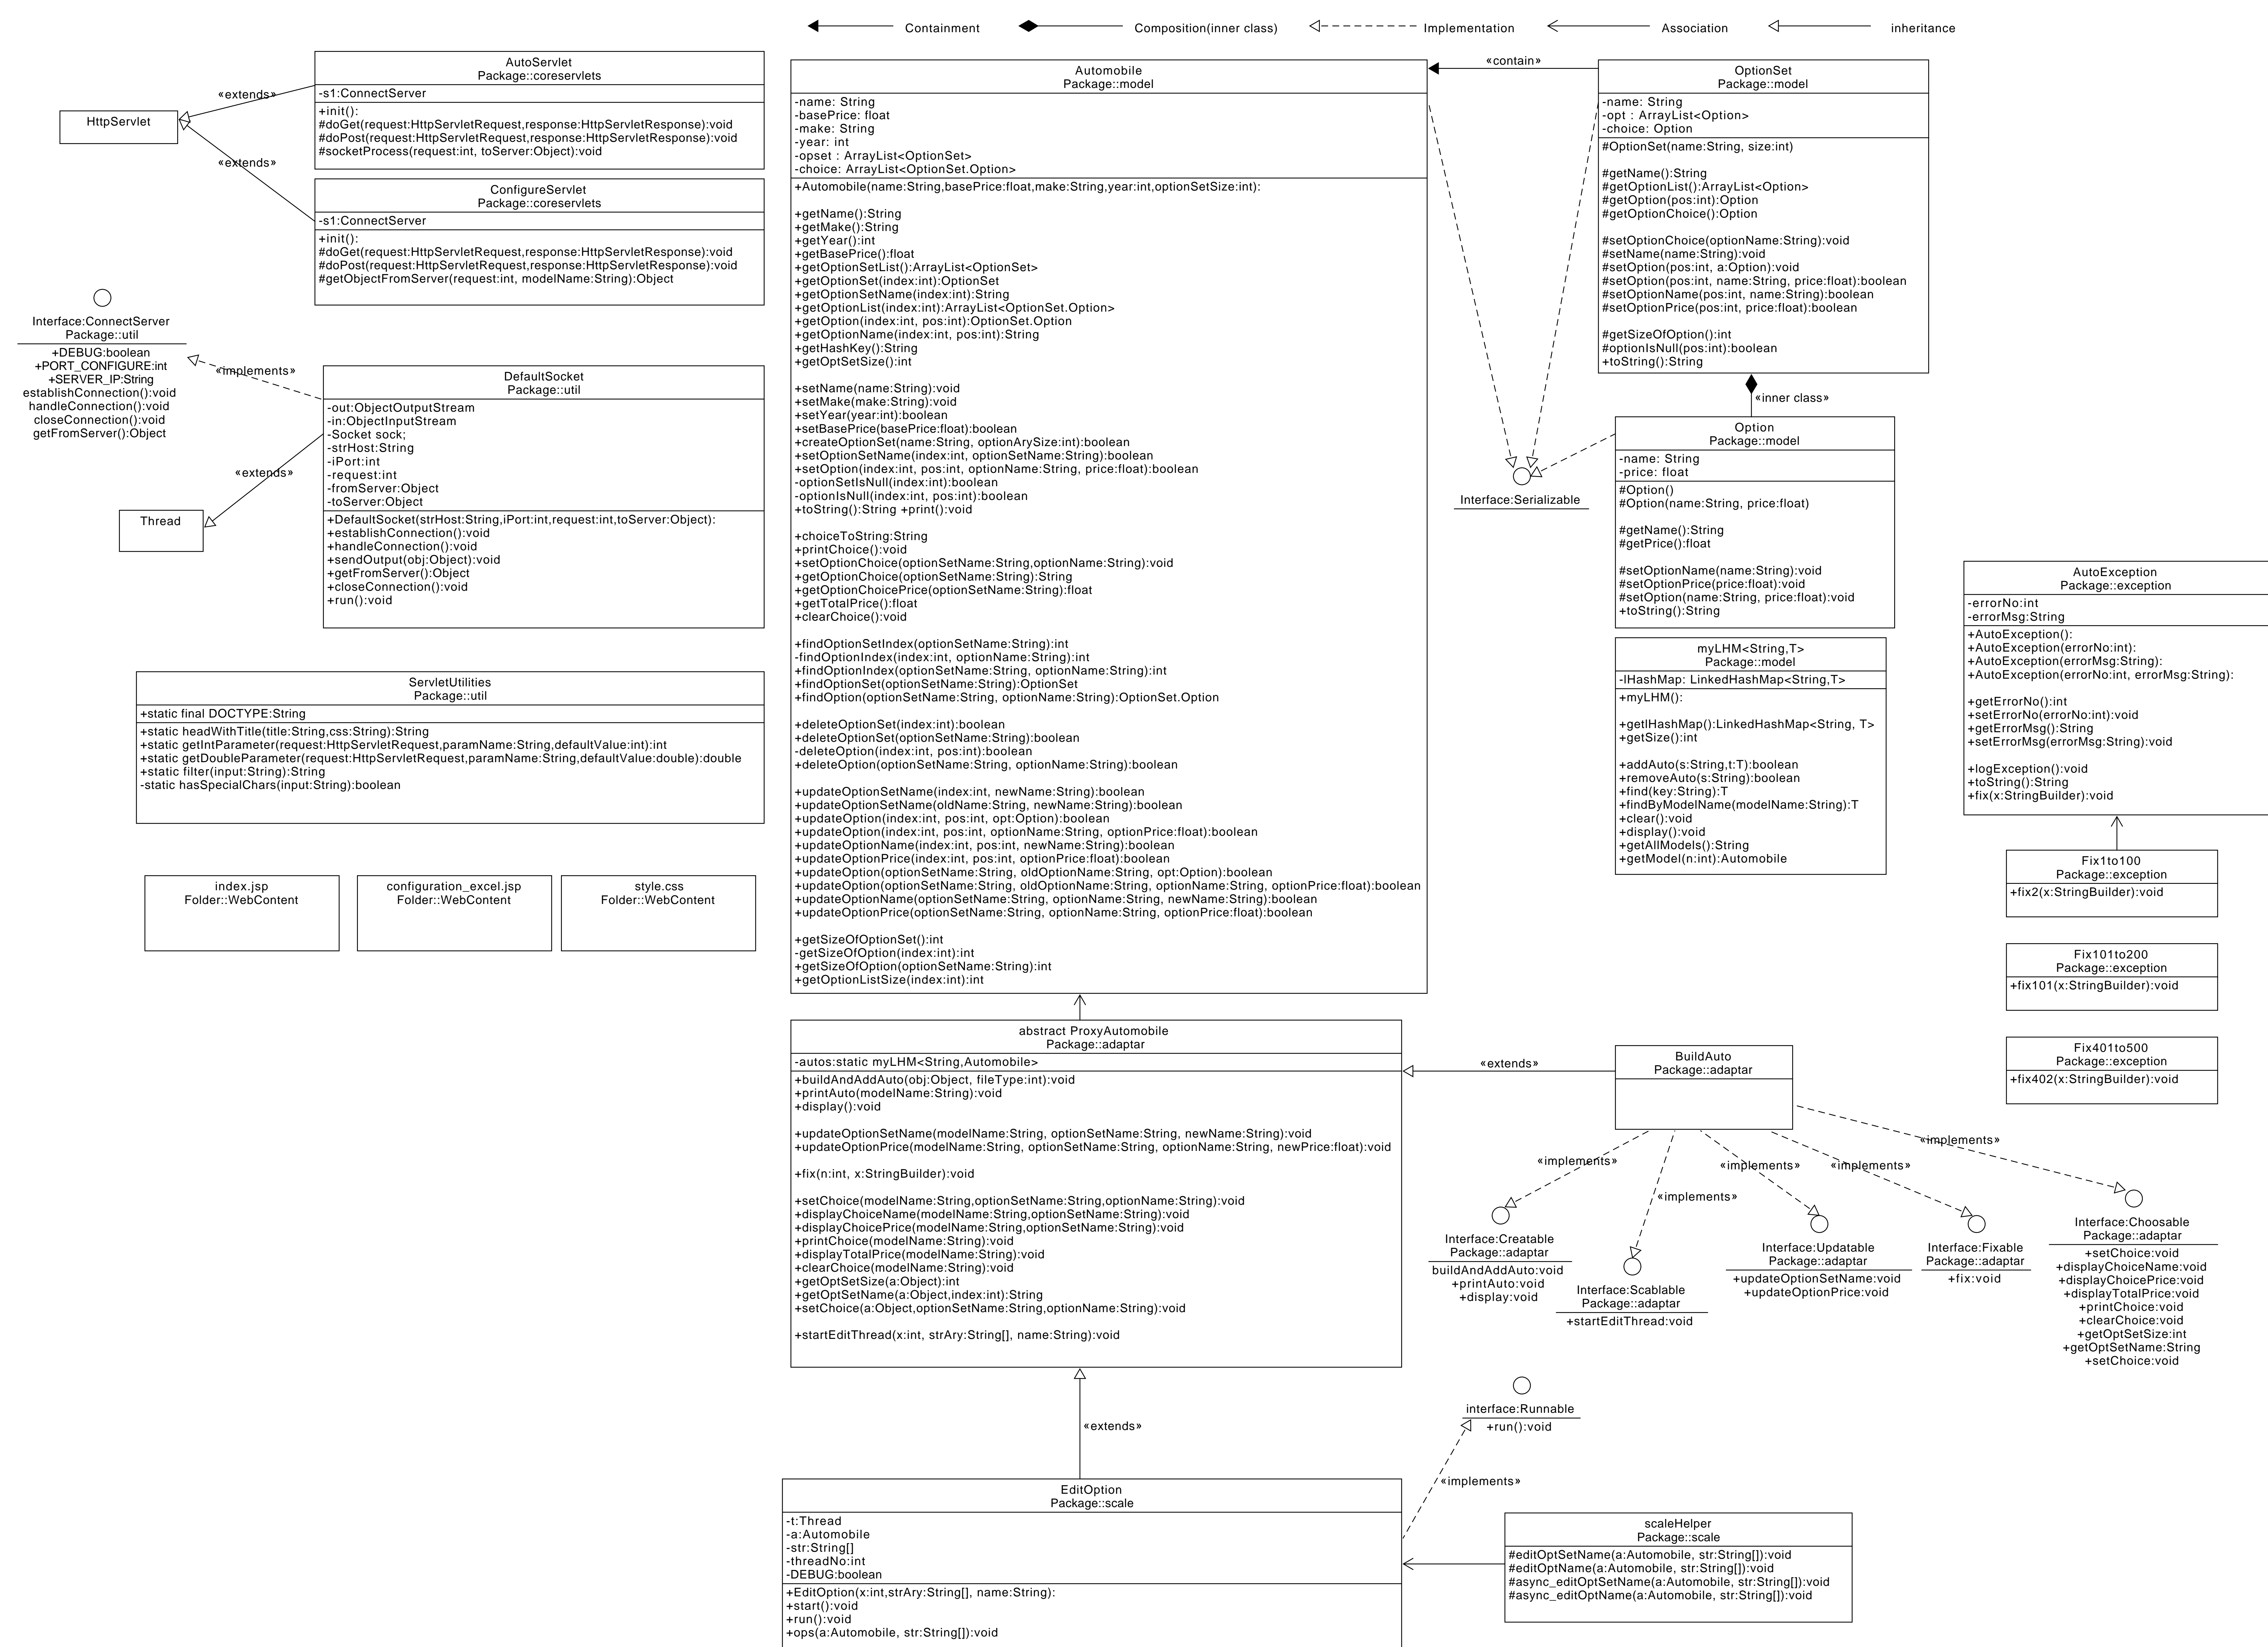 Containment
Composition(inner class)
Implementation
Association
inheritance
AutoServlet
Package::coreservlets
-s1:ConnectServer
+init():
#doGet(request:HttpServletRequest,response:HttpServletResponse):void
#doPost(request:HttpServletRequest,response:HttpServletResponse):void
#socketProcess(request:int, toServer:Object):void
«extends»
HttpServlet
«extends»
ConfigureServlet
Package::coreservlets
-s1:ConnectServer
+init():
#doGet(request:HttpServletRequest,response:HttpServletResponse):void
#doPost(request:HttpServletRequest,response:HttpServletResponse):void
#getObjectFromServer(request:int, modelName:String):Object
Interface:ConnectServer
Package::util
+DEBUG:boolean
+PORT_CONFIGURE:int
+SERVER_IP:String
establishConnection():void
handleConnection():void
closeConnection():void
getFromServer():Object
«implements»
DefaultSocket
Package::util
-out:ObjectOutputStream
-in:ObjectInputStream
-Socket sock;
-strHost:String
-iPort:int
-request:int
-fromServer:Object
-toServer:Object
+DefaultSocket(strHost:String,iPort:int,request:int,toServer:Object):
+establishConnection():void
+handleConnection():void
+sendOutput(obj:Object):void
+getFromServer():Object
+closeConnection():void
+run():void
«extends»
Thread
ServletUtilities
Package::util
+static final DOCTYPE:String
+static headWithTitle(title:String,css:String):String
+static getIntParameter(request:HttpServletRequest,paramName:String,defaultValue:int):int
+static getDoubleParameter(request:HttpServletRequest,paramName:String,defaultValue:double):double
+static filter(input:String):String
-static hasSpecialChars(input:String):boolean
index.jsp
Folder::WebContent
configuration_excel.jsp
Folder::WebContent
style.css
Folder::WebContent
Automobile
Package::model
-name: String
-basePrice: float
-make: String
-year: int
-opset : ArrayList<OptionSet>
-choice: ArrayList<OptionSet.Option>
+Automobile(name:String,basePrice:float,make:String,year:int,optionSetSize:int):
+getName():String
+getMake():String
+getYear():int
+getBasePrice():float
+getOptionSetList():ArrayList<OptionSet>
+getOptionSet(index:int):OptionSet
+getOptionSetName(index:int):String
+getOptionList(index:int):ArrayList<OptionSet.Option>
+getOption(index:int, pos:int):OptionSet.Option
+getOptionName(index:int, pos:int):String
+getHashKey():String
+getOptSetSize():int
+setName(name:String):void
+setMake(make:String):void
+setYear(year:int):boolean
+setBasePrice(basePrice:float):boolean
+createOptionSet(name:String, optionArySize:int):boolean
+setOptionSetName(index:int, optionSetName:String):boolean
+setOption(index:int, pos:int, optionName:String, price:float):boolean
-optionSetIsNull(index:int):boolean
-optionIsNull(index:int, pos:int):boolean
+toString():String +print():void
+choiceToString:String
+printChoice():void
+setOptionChoice(optionSetName:String,optionName:String):void
+getOptionChoice(optionSetName:String):String
+getOptionChoicePrice(optionSetName:String):float
+getTotalPrice():float
+clearChoice():void
+findOptionSetIndex(optionSetName:String):int
-findOptionIndex(index:int, optionName:String):int
+findOptionIndex(optionSetName:String, optionName:String):int
+findOptionSet(optionSetName:String):OptionSet
+findOption(optionSetName:String, optionName:String):OptionSet.Option
+deleteOptionSet(index:int):boolean
+deleteOptionSet(optionSetName:String):boolean
-deleteOption(index:int, pos:int):boolean
+deleteOption(optionSetName:String, optionName:String):boolean
+updateOptionSetName(index:int, newName:String):boolean
+updateOptionSetName(oldName:String, newName:String):boolean
+updateOption(index:int, pos:int, opt:Option):boolean
+updateOption(index:int, pos:int, optionName:String, optionPrice:float):boolean
+updateOptionName(index:int, pos:int, newName:String):boolean
+updateOptionPrice(index:int, pos:int, optionPrice:float):boolean
+updateOption(optionSetName:String, oldOptionName:String, opt:Option):boolean
+updateOption(optionSetName:String, oldOptionName:String, optionName:String, optionPrice:float):boolean
+updateOptionName(optionSetName:String, optionName:String, newName:String):boolean
+updateOptionPrice(optionSetName:String, optionName:String, optionPrice:float):boolean
+getSizeOfOptionSet():int
-getSizeOfOption(index:int):int
+getSizeOfOption(optionSetName:String):int
+getOptionListSize(index:int):int
«contain»
OptionSet
Package::model
-name: String
-opt : ArrayList<Option>
-choice: Option
#OptionSet(name:String, size:int)
#getName():String
#getOptionList():ArrayList<Option>
#getOption(pos:int):Option
#getOptionChoice():Option
#setOptionChoice(optionName:String):void
#setName(name:String):void
#setOption(pos:int, a:Option):void
#setOption(pos:int, name:String, price:float):boolean
#setOptionName(pos:int, name:String):boolean
#setOptionPrice(pos:int, price:float):boolean
#getSizeOfOption():int
#optionIsNull(pos:int):boolean
+toString():String
«inner class»
Option
Package::model
-name: String
-price: float
#Option()
#Option(name:String, price:float)
#getName():String
#getPrice():float
#setOptionName(name:String):void
#setOptionPrice(price:float):void
#setOption(name:String, price:float):void
+toString():String
Interface:Serializable
myLHM<String,T>
Package::model
-lHashMap: LinkedHashMap<String,T>
+myLHM():
+getlHashMap():LinkedHashMap<String, T>
+getSize():int
+addAuto(s:String,t:T):boolean
+removeAuto(s:String):boolean
+find(key:String):T
+findByModelName(modelName:String):T
+clear():void
+display():void
+getAllModels():String
+getModel(n:int):Automobile
AutoException
Package::exception
-errorNo:int
-errorMsg:String
+AutoException():
+AutoException(errorNo:int):
+AutoException(errorMsg:String):
+AutoException(errorNo:int, errorMsg:String):
+getErrorNo():int
+setErrorNo(errorNo:int):void
+getErrorMsg():String
+setErrorMsg(errorMsg:String):void
+logException():void
+toString():String
+fix(x:StringBuilder):void
Fix1to100
Package::exception
+fix2(x:StringBuilder):void
Fix101to200
Package::exception
+fix101(x:StringBuilder):void
Fix401to500
Package::exception
+fix402(x:StringBuilder):void
abstract ProxyAutomobile
Package::adaptar
-autos:static myLHM<String,Automobile>
+buildAndAddAuto(obj:Object, fileType:int):void
+printAuto(modelName:String):void
+display():void
+updateOptionSetName(modelName:String, optionSetName:String, newName:String):void
+updateOptionPrice(modelName:String, optionSetName:String, optionName:String, newPrice:float):void
+fix(n:int, x:StringBuilder):void
+setChoice(modelName:String,optionSetName:String,optionName:String):void
+displayChoiceName(modelName:String,optionSetName:String):void
+displayChoicePrice(modelName:String,optionSetName:String):void
+printChoice(modelName:String):void
+displayTotalPrice(modelName:String):void
+clearChoice(modelName:String):void
+getOptSetSize(a:Object):int
+getOptSetName(a:Object,index:int):String
+setChoice(a:Object,optionSetName:String,optionName:String):void
+startEditThread(x:int, strAry:String[], name:String):void
«extends»
BuildAuto
Package::adaptar
«implements»
«implements»
«implements»
«implements»
«implements»
Interface:Creatable
Package::adaptar
buildAndAddAuto:void
+printAuto:void
+display:void
Interface:Scablable
Package::adaptar
+startEditThread:void
Interface:Updatable
Package::adaptar
+updateOptionSetName:void
+updateOptionPrice:void
Interface:Fixable
Package::adaptar
+fix:void
Interface:Choosable
Package::adaptar
+setChoice:void
+displayChoiceName:void
+displayChoicePrice:void
+displayTotalPrice:void
+printChoice:void
+clearChoice:void
+getOptSetSize:int
+getOptSetName:String
+setChoice:void
«extends»
interface:Runnable
+run():void
«implements»
EditOption
Package::scale
-t:Thread
-a:Automobile
-str:String[]
-threadNo:int
-DEBUG:boolean
+EditOption(x:int,strAry:String[], name:String):
+start():void
+run():void
+ops(a:Automobile, str:String[]):void
scaleHelper
Package::scale
#editOptSetName(a:Automobile, str:String[]):void
#editOptName(a:Automobile, str:String[]):void
#async_editOptSetName(a:Automobile, str:String[]):void
#async_editOptName(a:Automobile, str:String[]):void